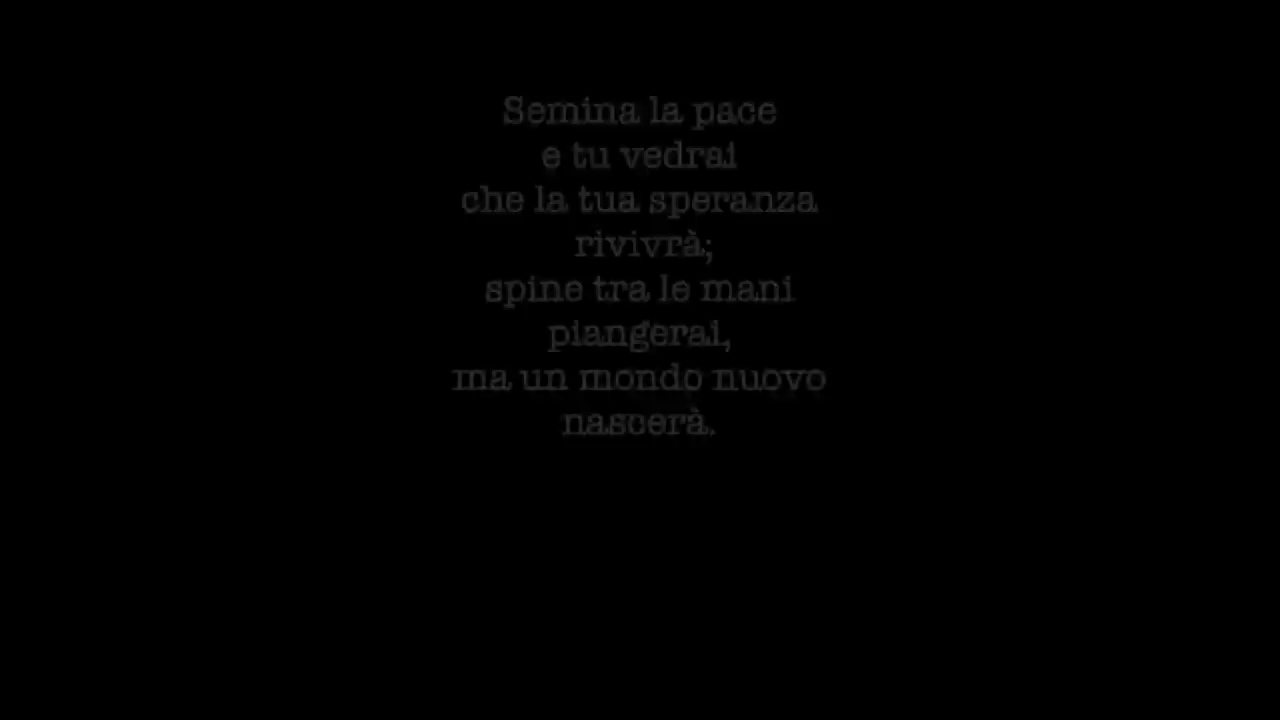 Semina la pace
e tu vedrai
che la tua speranza
rivivrà;
spine tra le mani
piangerai,
ma un mondo nuovo
nascerà.